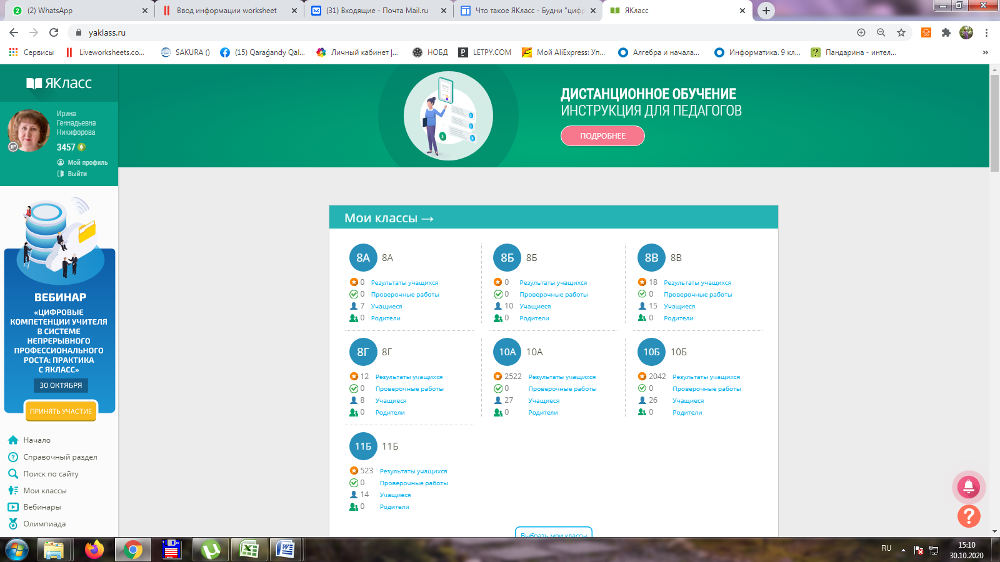 (2) WhatsApp
Ввод информации worksheet
(31) Входящие - Почта Mail.ru
Что такое ЯКласс - Будни "цифр
ЯКласс
yaklass.ru
Сервисы
Liveworksheets.co...
SAKURA ()
(15) Qaraǵandy Qal...
Личный кабинет |...
НОБД
LETPY.COM
Мой AliExpress: Уп...
Алгебра и начала...
Информатика. 9 кл...
Пандарина - интел...
»
ЯКласс
Ирина
Геннадьевна
Никифорова
3457
Я+
Мой профиль
Выйти
ДИСТАНЦИОННОЕ ОБУЧЕНИЕ
ИНСТРУКЦИЯ ДЛЯ ПЕДАГОГОВ
ПОДРОБНЕЕ
ВЕБИНАР
«ЦИФРОВЫЕ
КОМПЕТЕНЦИИ УЧИТЕЛЯ
В СИСТЕМЕ
НЕПРЕРЫВНОГО
ПРОФЕССИОНАЛЬНОГО
РОСТА: ПРАКТИКА
С ЯКЛАСС»
30 ОКТЯБРЯ
ПРИНЯТЬ УЧАСТИЕ
Начало
Справочный раздел
Поиск по сайту
Мои классы
Вебинары
Олимпиада
Мои классы →
8А 8А
0 Результаты учащихся
0 Проверочные работы
7 Учащиеся
0 Родители
8Б 8Б
0 Результаты учащихся
0 Проверочные работы
10 Учащиеся
0 Родители
8В 8В
18 Результаты учащихся
0 Проверочные работы
15 Учащиеся
0 Родители
8Г 8Г
12 Результаты учащихся
0 Проверочные работы
8 Учащиеся
0 Родители
10А 10А
2522 Результаты учащихся
0 Проверочные работы
27 Учащиеся
0 Родители
10Б 10Б
2042 Результаты учащихся
0 Проверочные работы
26 Учащиеся
0 Родители
11Б 11Б
523 Результаты учащихся
0 Проверочные работы
14 Учащиеся
0 Родители
Выбрать мои классы
RU
15:10
30.10.2020